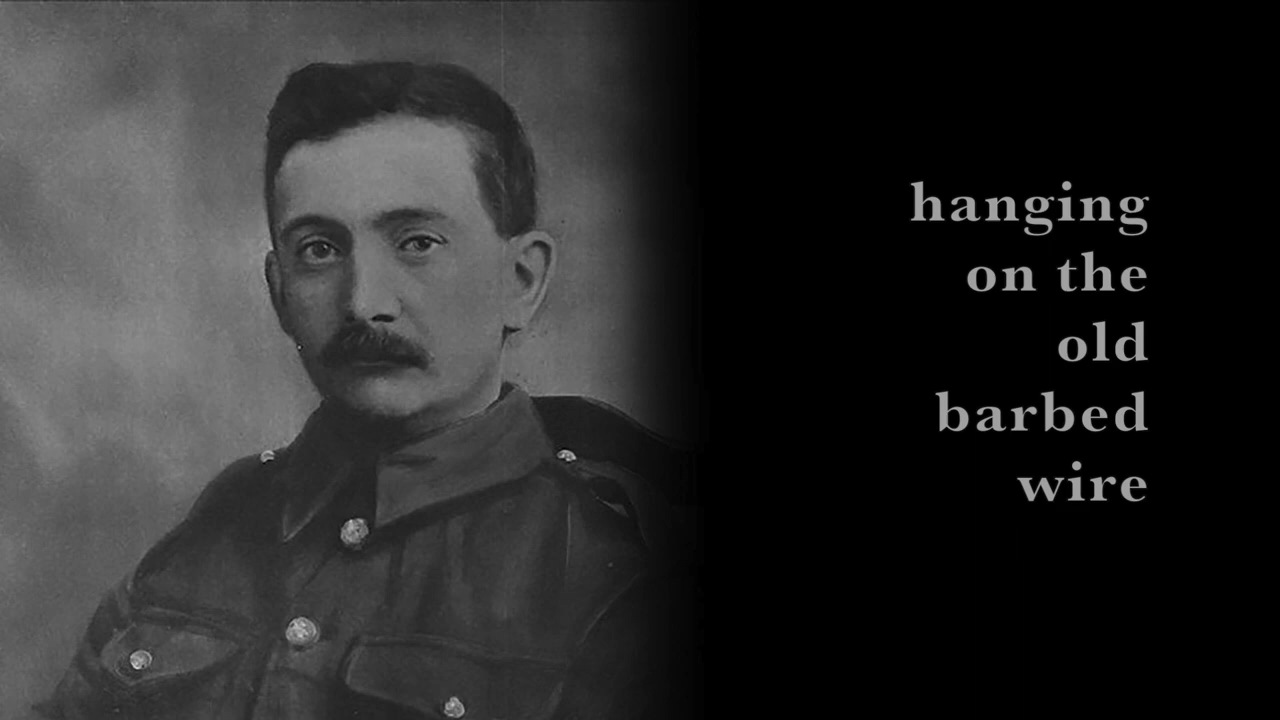 hanging
on the
old
barbed
wire